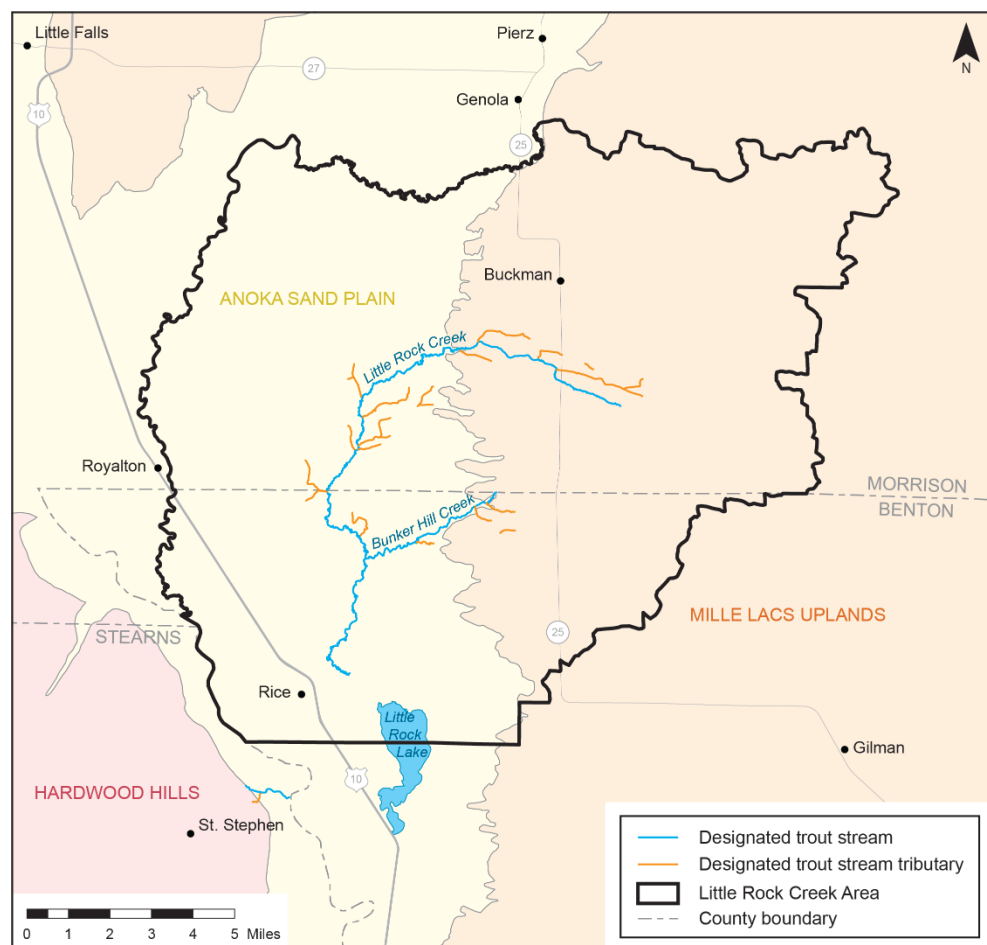 Little Falls
Pierz
N
27
10
Genola
25
Buckman
ANOKA SAND PLAIN
Little Rock Creek
Royalton
MORRISON
BENTON
Bunker Hill Creek
MILLE LACS UPLANDS
STEARNS
25
Rice
Little
Rock
Lake
Gilman
10
HARDWOOD HILLS
St. Stephen
Designated trout stream
Designated trout stream tributary
Little Rock Creek Area
County boundary
0 1 2 3 4 5 Miles